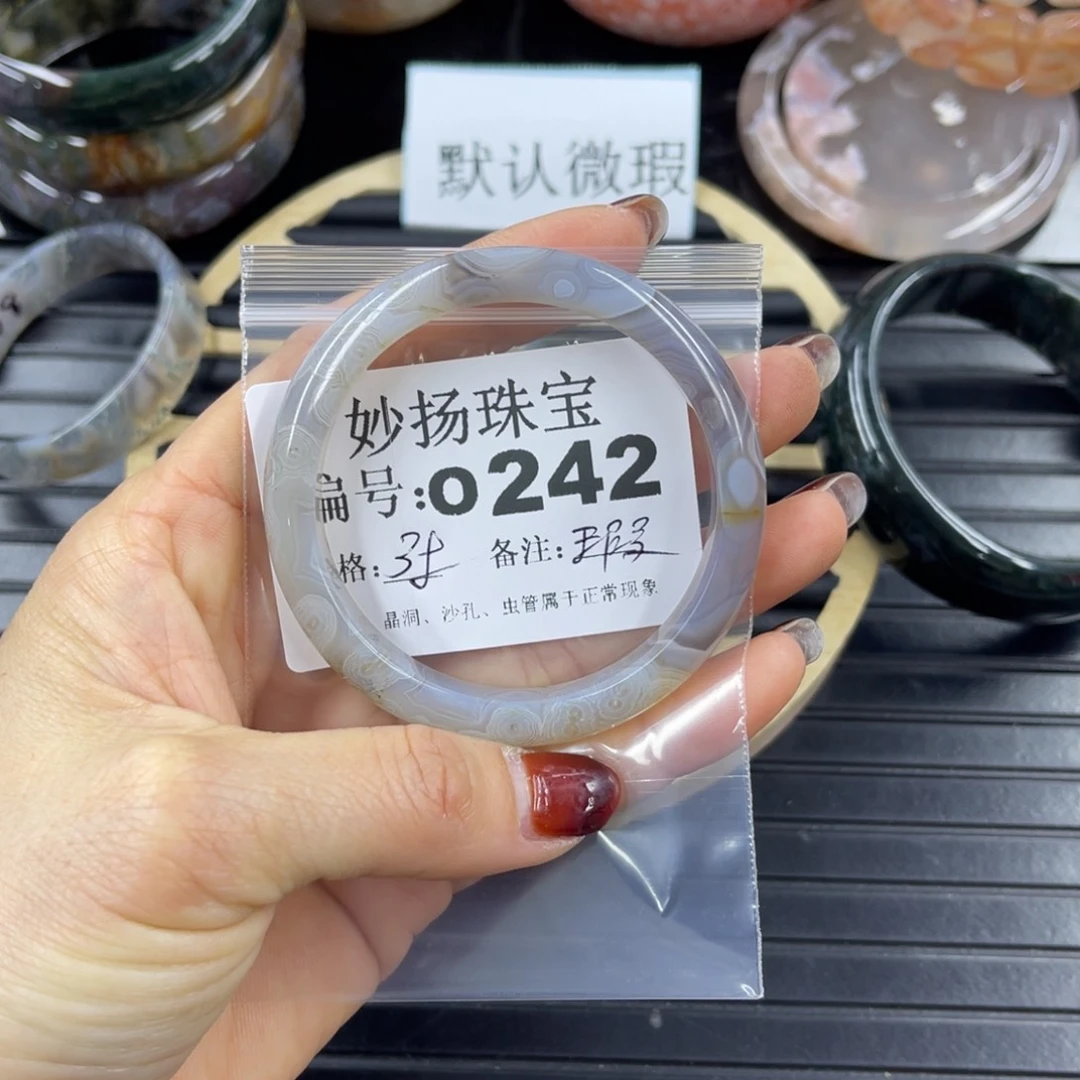 默认微瑕
妙扬珠宝
编号:0242
格: 备注:
晶洞、沙孔、虫管属于正常现象